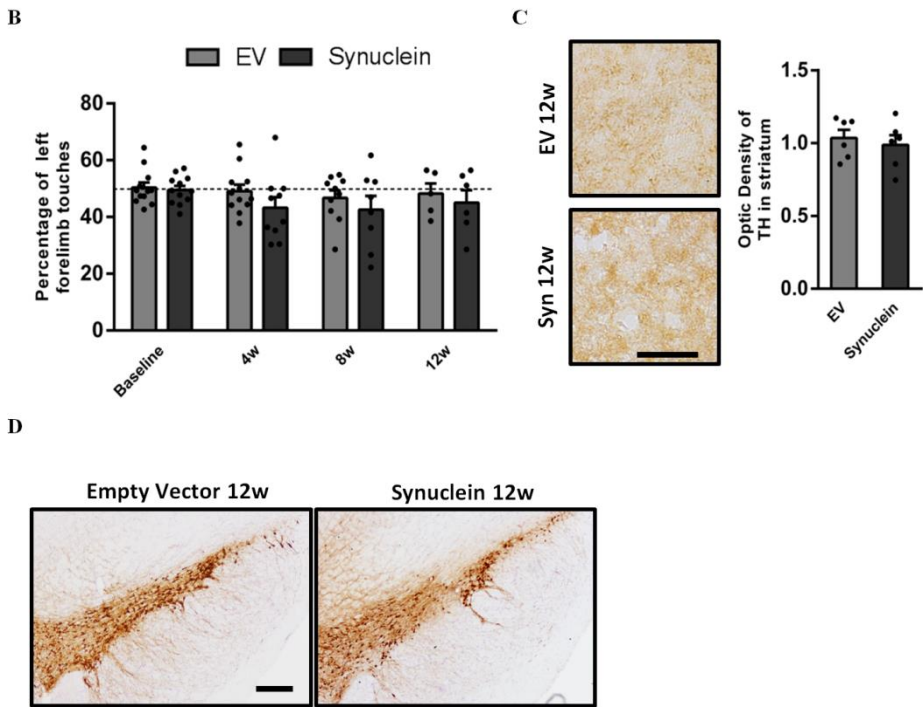 B
EV Synuclein
Percentage of left
forelimb touches
80
60
40
20
0
Baseline
4w
8w
12w
C
EV 12w
Syn 12w
Optic Density of
TH in striatum
1.5
1.0
0.5
0.0
EV
Synuclein
D
Empty Vector 12w
Synuclein 12w